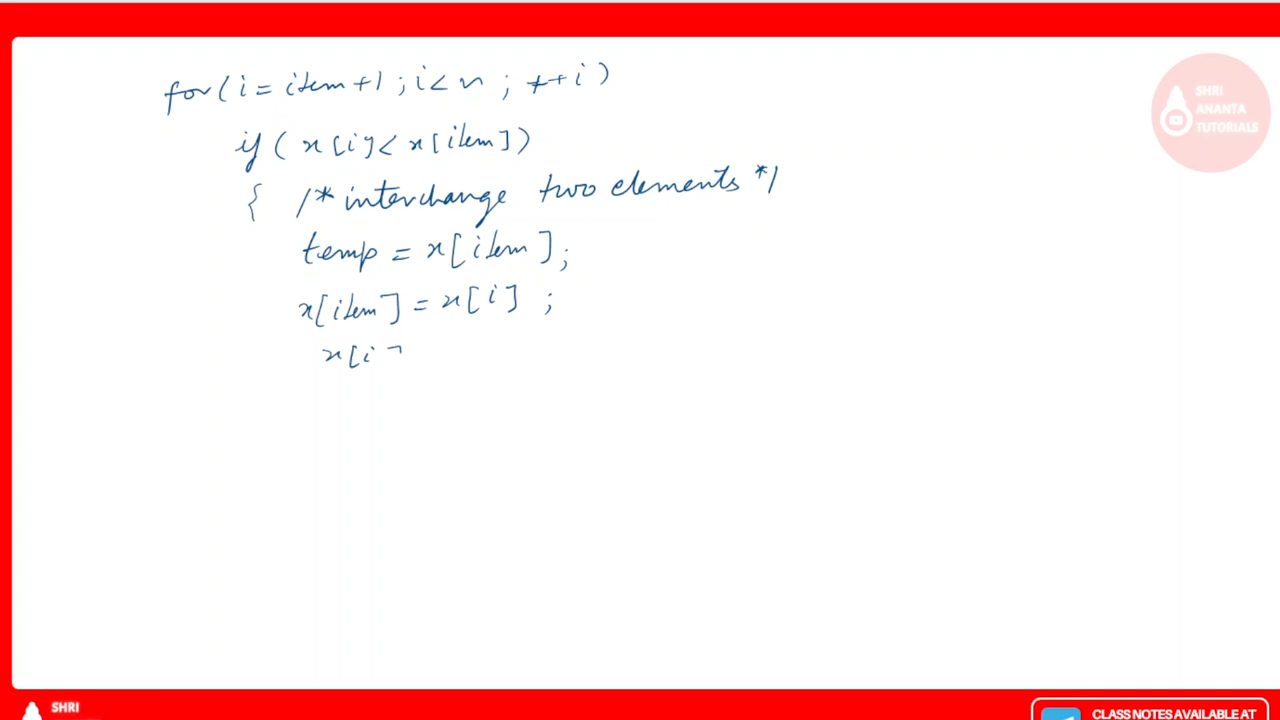 for(i=item+1;i<n;++i)
if(x[i]<x[item])
{ /*interchange two elements*/
temp=x[item];
x[item]=x[i];
x[i]
SHRI
ANANTA
TUTORIALS
SHRI
CLASS NOTES AVAILABLE AT